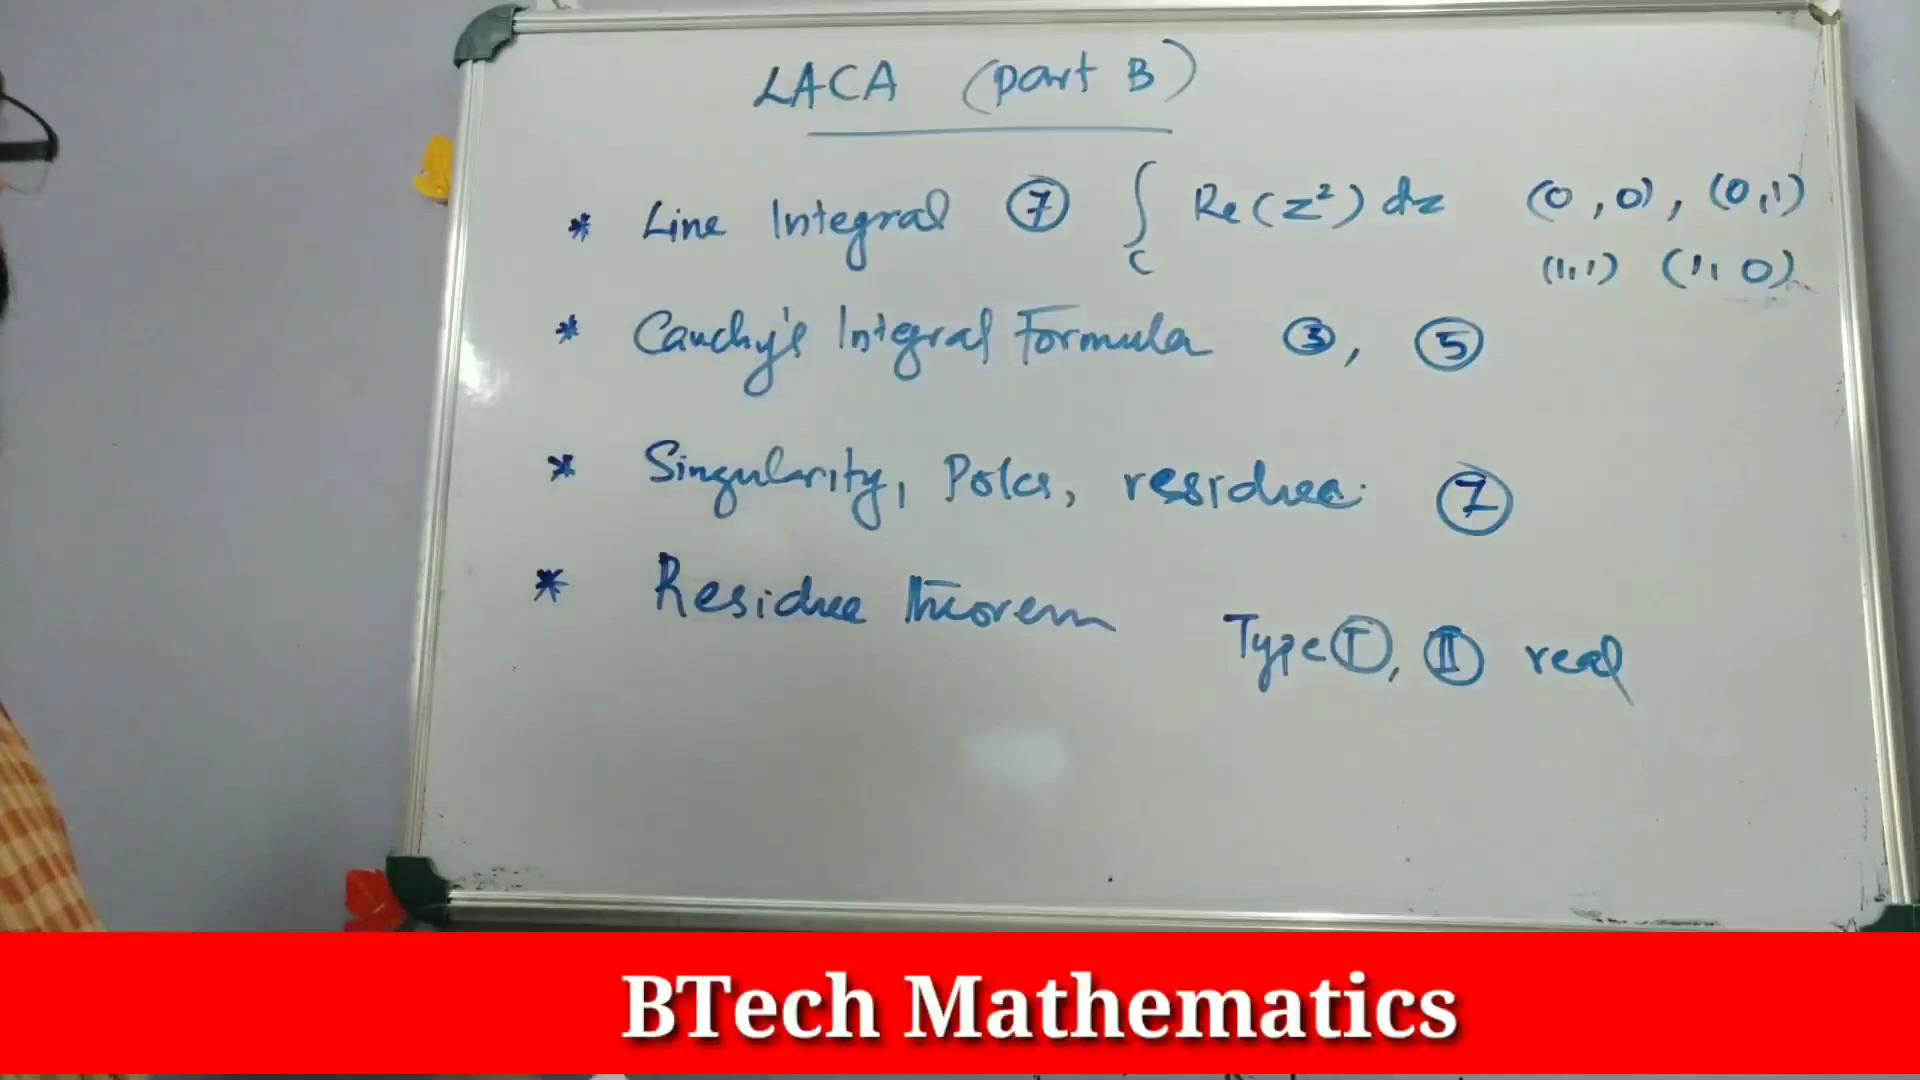 LACA (part B)
* Line Integral ⑦ ∫c Re(z²) dz (0,0), (0,1)
(1,1) (1,0)
* Cauchy's Integral Formula ③, ⑤
* Singularity, Poles, residue. ⑦
* Residue theorem
Type Ⓘ, Ⓘ Ⓘ real
BTech Mathematics